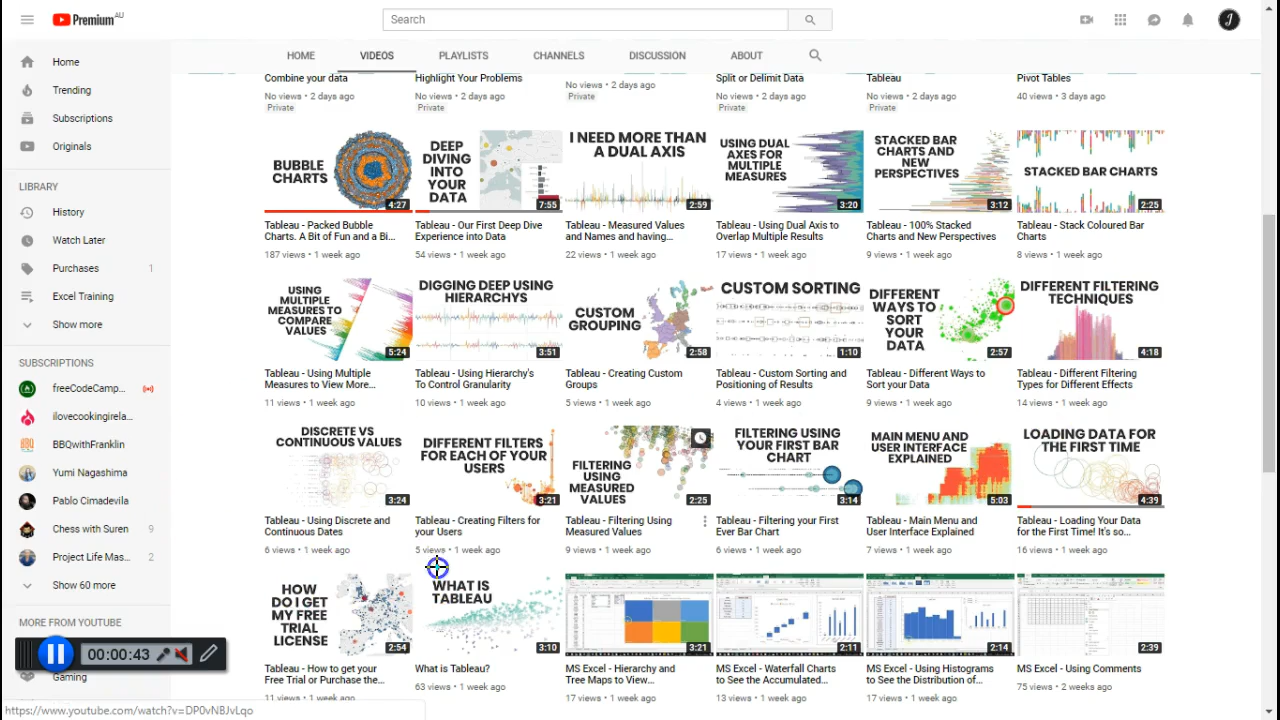 Premium AU
Search
J
HOME VIDEOS PLAYLISTS CHANNELS DISCUSSION ABOUT
Home
Trending
Subscriptions
Originals
LIBRARY
History
Watch Later
Purchases 1
Excel Training
Show more
SUBSCRIPTIONS
freeCodeCamp...
ilovecookingirela...
BBQwithFranklin
Yumi Nagashima
Chess with Suren 9
Project Life Mas... 2
Show 60 more
MORE FROM YOUTUBE
Gaming
00:00:43
https://www.youtube.com/watch?v=DP0vNBJvLqo
Combine your data
No views • 2 days ago
Private
Highlight Your Problems
No views • 2 days ago
Private
No views • 2 days ago
Private
Split or Delimit Data
No views • 2 days ago
Private
Tableau
No views • 2 days ago
Private
Pivot Tables
40 views • 3 days ago
BUBBLE
CHARTS
4:27
Tableau - Packed Bubble
Charts. A Bit of Fun and a Bi...
187 views • 1 week ago
DEEP
DIVING
INTO
YOUR
DATA
7:55
Tableau - Our First Deep Dive
Experience into Data
54 views • 1 week ago
I NEED MORE THAN
A DUAL AXIS
2:59
Tableau - Measured Values
and Names and having...
22 views • 1 week ago
USING DUAL
AXES FOR
MULTIPLE
MEASURES
3:20
Tableau - Using Dual Axis to
Overlap Multiple Results
17 views • 1 week ago
STACKED BAR
CHARTS AND
NEW
PERSPECTIVES
3:12
Tableau - 100% Stacked
Charts and New Perspectives
9 views • 1 week ago
STACKED BAR CHARTS
2:25
Tableau - Stack Coloured Bar
Charts
8 views • 1 week ago
USING
MULTIPLE
MEASURES TO
COMPARE
VALUES
5:24
Tableau - Using Multiple
Measures to View More...
11 views • 1 week ago
DIGGING DEEP USING
HIERARCHYS
3:51
Tableau - Using Hierarchy's
To Control Granularity
10 views • 1 week ago
CUSTOM
GROUPING
2:58
Tableau - Creating Custom
Groups
5 views • 1 week ago
CUSTOM SORTING
1:10
Tableau - Custom Sorting and
Positioning of Results
4 views • 1 week ago
DIFFERENT
WAYS TO
SORT
YOUR
DATA
2:57
Tableau - Different Ways to
Sort your Data
9 views • 1 week ago
DIFFERENT FILTERING
TECHNIQUES
4:18
Tableau - Different Filtering
Types for Different Effects
14 views • 1 week ago
DISCRETE VS
CONTINUOUS VALUES
3:24
Tableau - Using Discrete and
Continuous Dates
6 views • 1 week ago
DIFFERENT FILTERS
FOR EACH OF YOUR
USERS
3:21
Tableau - Creating Filters for
your Users
5 views • 1 week ago
FILTERING
USING
MEASURED
VALUES
2:25
Tableau - Filtering Using
Measured Values
9 views • 1 week ago
FILTERING USING
YOUR FIRST BAR
CHART
3:14
Tableau - Filtering your First
Ever Bar Chart
3 views • 1 week ago
MAIN MENU AND
USER INTERFACE
EXPLAINED
5:03
Tableau - Main Menu and
User Interface Explained
7 views • 1 week ago
LOADING DATA FOR
THE FIRST TIME
4:39
Tableau - Loading Your Data
for the First Time! It's so...
16 views • 1 week ago
HOW
DO I GET
MY FREE
TRIAL
LICENSE
2:54
Tableau - How to get your
Free Trial or Purchase the...
11 views • 1 week ago
WHAT IS
TABLEAU
3:10
What is Tableau?
63 views • 1 week ago
3:21
MS Excel - Hierarchy and
Tree Maps to View...
17 views • 1 week ago
2:11
MS Excel - Waterfall Charts
to See the Accumulated...
13 views • 1 week ago
2:14
MS Excel - Using Histograms
to See the Distribution of...
17 views • 1 week ago
2:39
MS Excel - Using Comments
75 views • 2 weeks ago